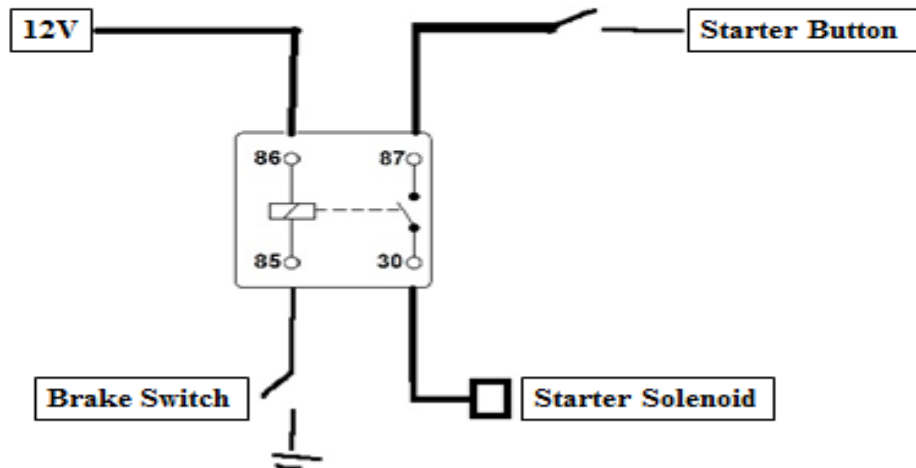 12V
Starter Button
86
87
85
30
Brake Switch
Starter Solenoid